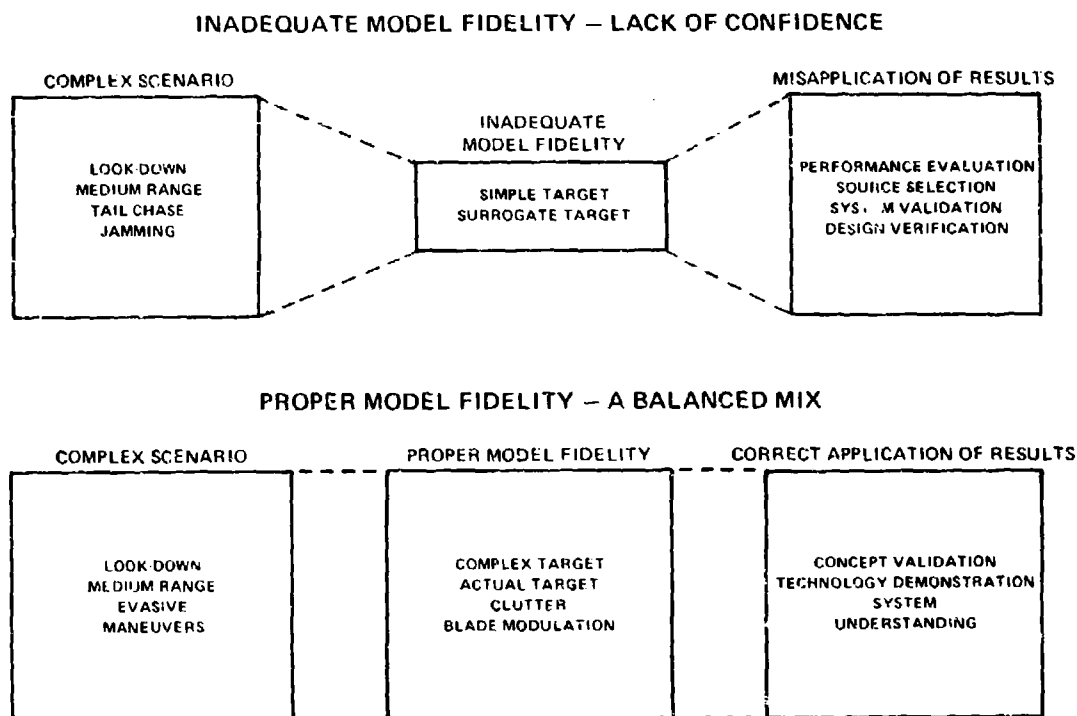 INADEQUATE MODEL FIDELITY – LACK OF CONFIDENCE
COMPLEX SCENARIO
LOOK-DOWN
MEDIUM RANGE
TAIL CHASE
JAMMING
INADEQUATE
MODEL FIDELITY
SIMPLE TARGET
SURROGATE TARGET
MISAPPLICATION OF RESULTS
PERFORMANCE EVALUATION
SOURCE SELECTION
VALIDATION
DESIGN VERIFICATION
PROPER MODEL FIDELITY – A BALANCED MIX
COMPLEX SCENARIO
LOOK-DOWN
MEDIUM RANGE
EVASIVE
MANEUVERS
PROPER MODEL FIDELITY
COMPLEX TARGET
ACTUAL TARGET
CLUTTER
BLADE MODULATION
CORRECT APPLICATION OF RESULTS
CONCEPT VALIDATION
TECHNOLOGY DEMONSTRATION
SYSTEM
UNDERSTANDING